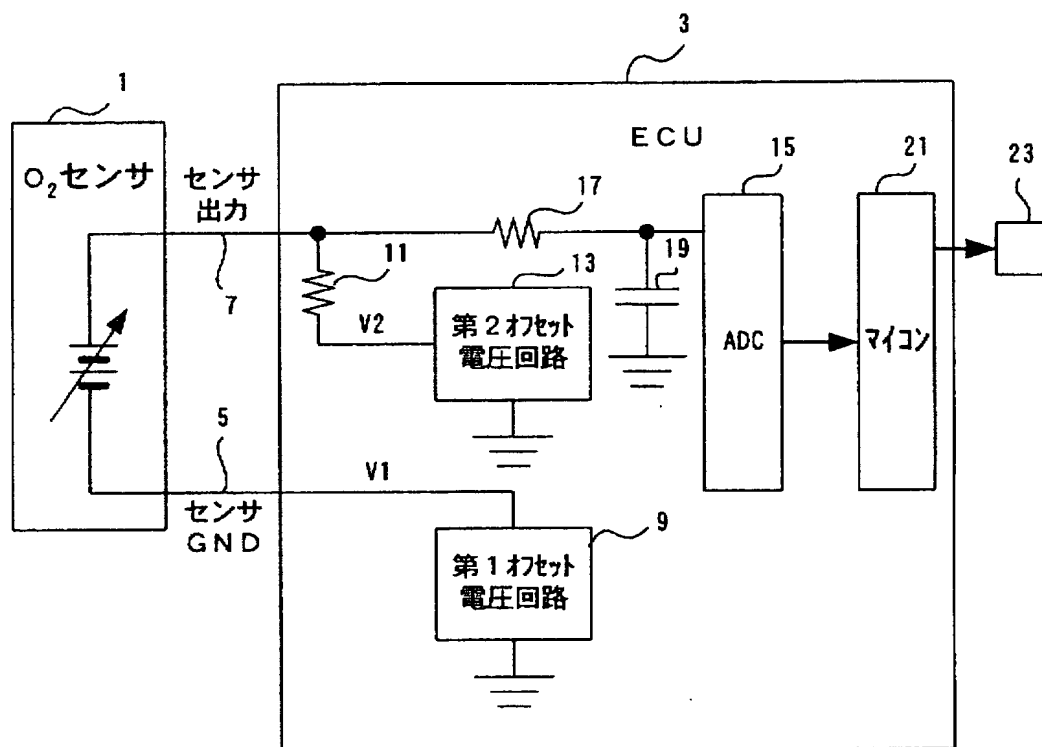 3
1
ECU
15
21
23
O₂センサ
センサ
出力
17
7
11
13
19
V2
第2オフセット
電圧回路
ADC
マイコン
5
V1
センサ
GND
9
第1オフセット
電圧回路